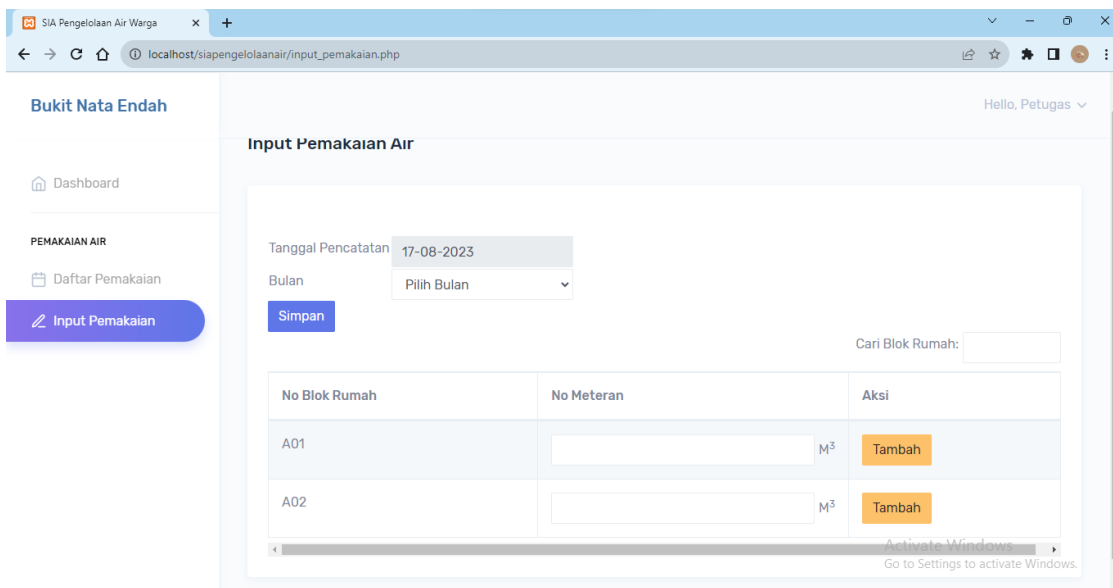 SIA Pengelolaan Air Warga
localhost/siapengelolaanair/input_pemakaian.php
Bukit Nata Endah
Hello, Petugas
Input Pemakaian Air
Dashboard
PEMAKAIAN AIR
Daftar Pemakaian
Input Pemakaian
Tanggal Pencatatan 17-08-2023
Bulan Pilih Bulan
Simpan
Cari Blok Rumah:
No Blok Rumah No Meteran Aksi
A01 M³ Tambah
A02 M³ Tambah
Activate Windows
Go to Settings to activate Windows.